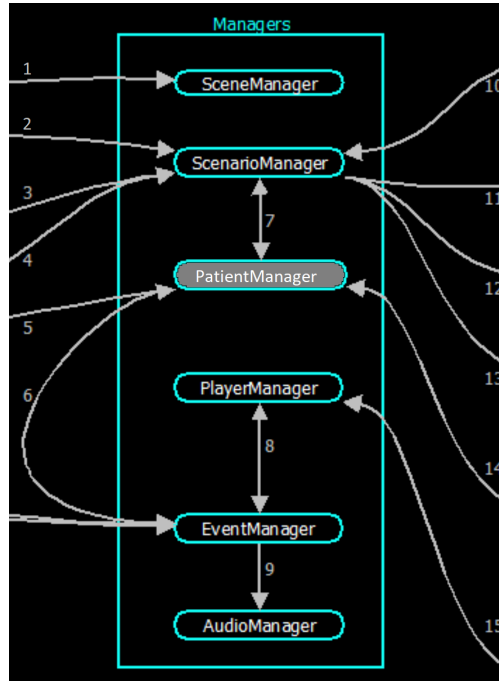 Managers
1
SceneManager
10
2
ScenarioManager
3
11
7
4
12
PatientManager
5
13
6
PlayerManager
8
14
EventManager
9
AudioManager
15